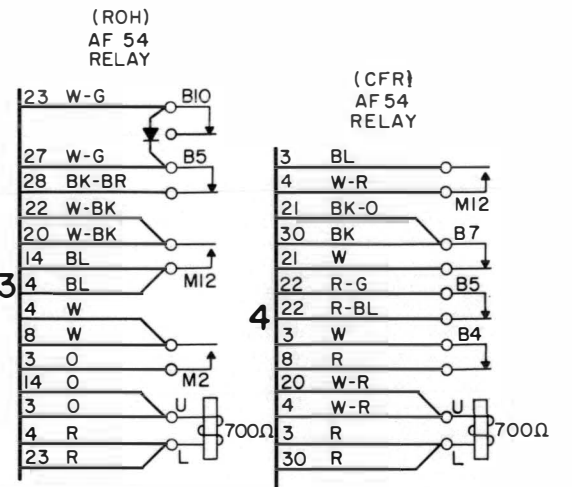 (ROH)
AF 54
RELAY
23 W-G B10
27 W-G B5
28 BK-BR
22 W-BK
20 W-BK
14 BL M12
3
4 BL
4 W
8 W
3 O M2
14 O
3 O U
700Ω
4 R L
23 R
(CFR)
AF54
RELAY
3 BL
4 W-R M12
21 BK-O
30 BK B7
21 W
22 R-G B5
4
22 R-BL
3 W B4
8 R
20 W-R
4 W-R U
700Ω
3 R L
30 R